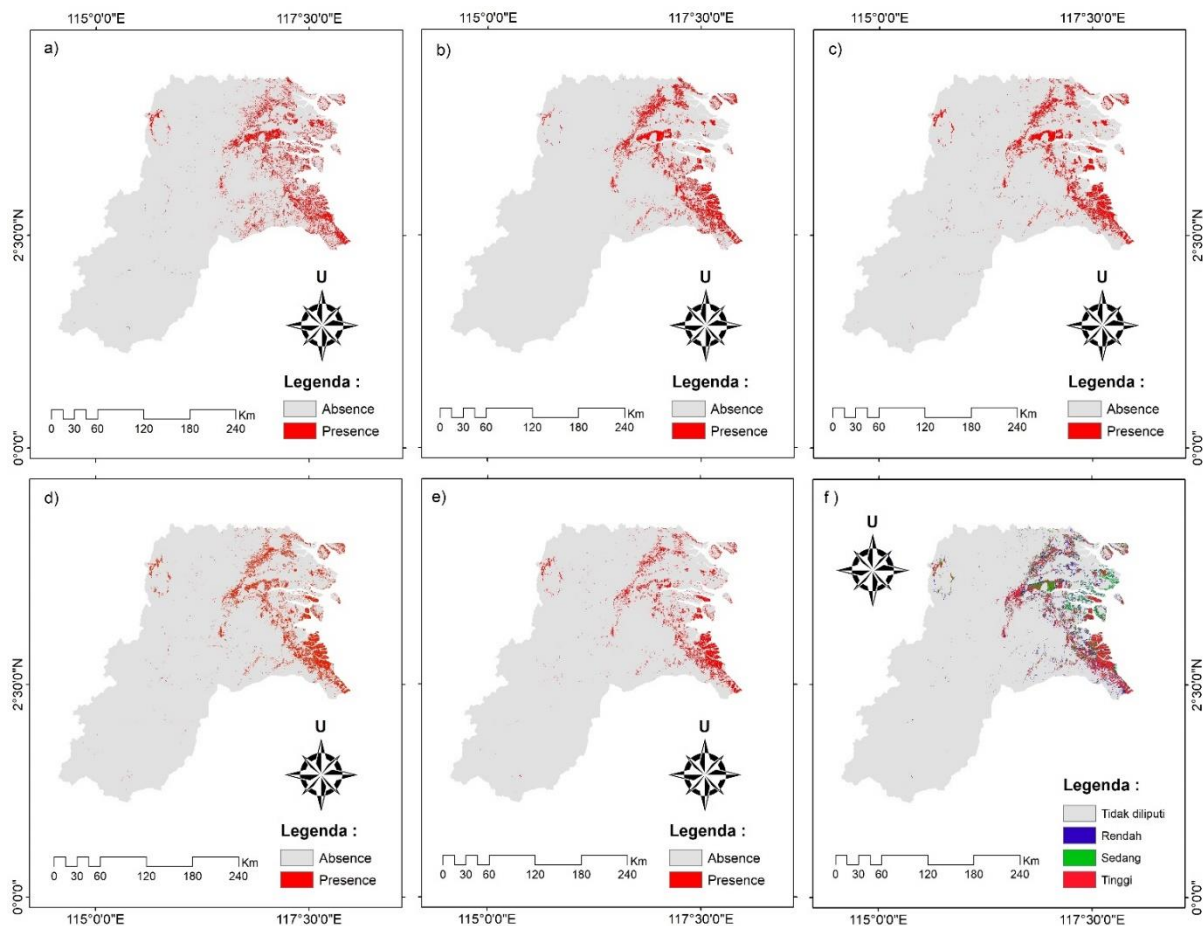 115°0'0"E 117°30'0"E 115°0'0"E 117°30'0"E 115°0'0"E 117°30'0"E
a) b) c)
2°30'0"N 2°30'0"N
U U U
Legenda : Legenda : Legenda :
Absence Absence Absence
Presence Presence Presence
Km Km Km
0 30 60 120 180 240 0 30 60 120 180 240 0 30 60 120 180 240
0°0'0" 0°0'0"
d) e) f )
U
2°30'0"N 2°30'0"N
U U
Legenda :
Tidak diliputi
Legenda : Legenda : Rendah
Absence Absence Sedang
Presence Presence Tinggi
Km Km Km
0 30 60 120 180 240 0 30 60 120 180 240 0 30 60 120 180 240
0°0'0" 0°0'0"
115°0'0"E 117°30'0"E 115°0'0"E 117°30'0"E 115°0'0"E 117°30'0"E